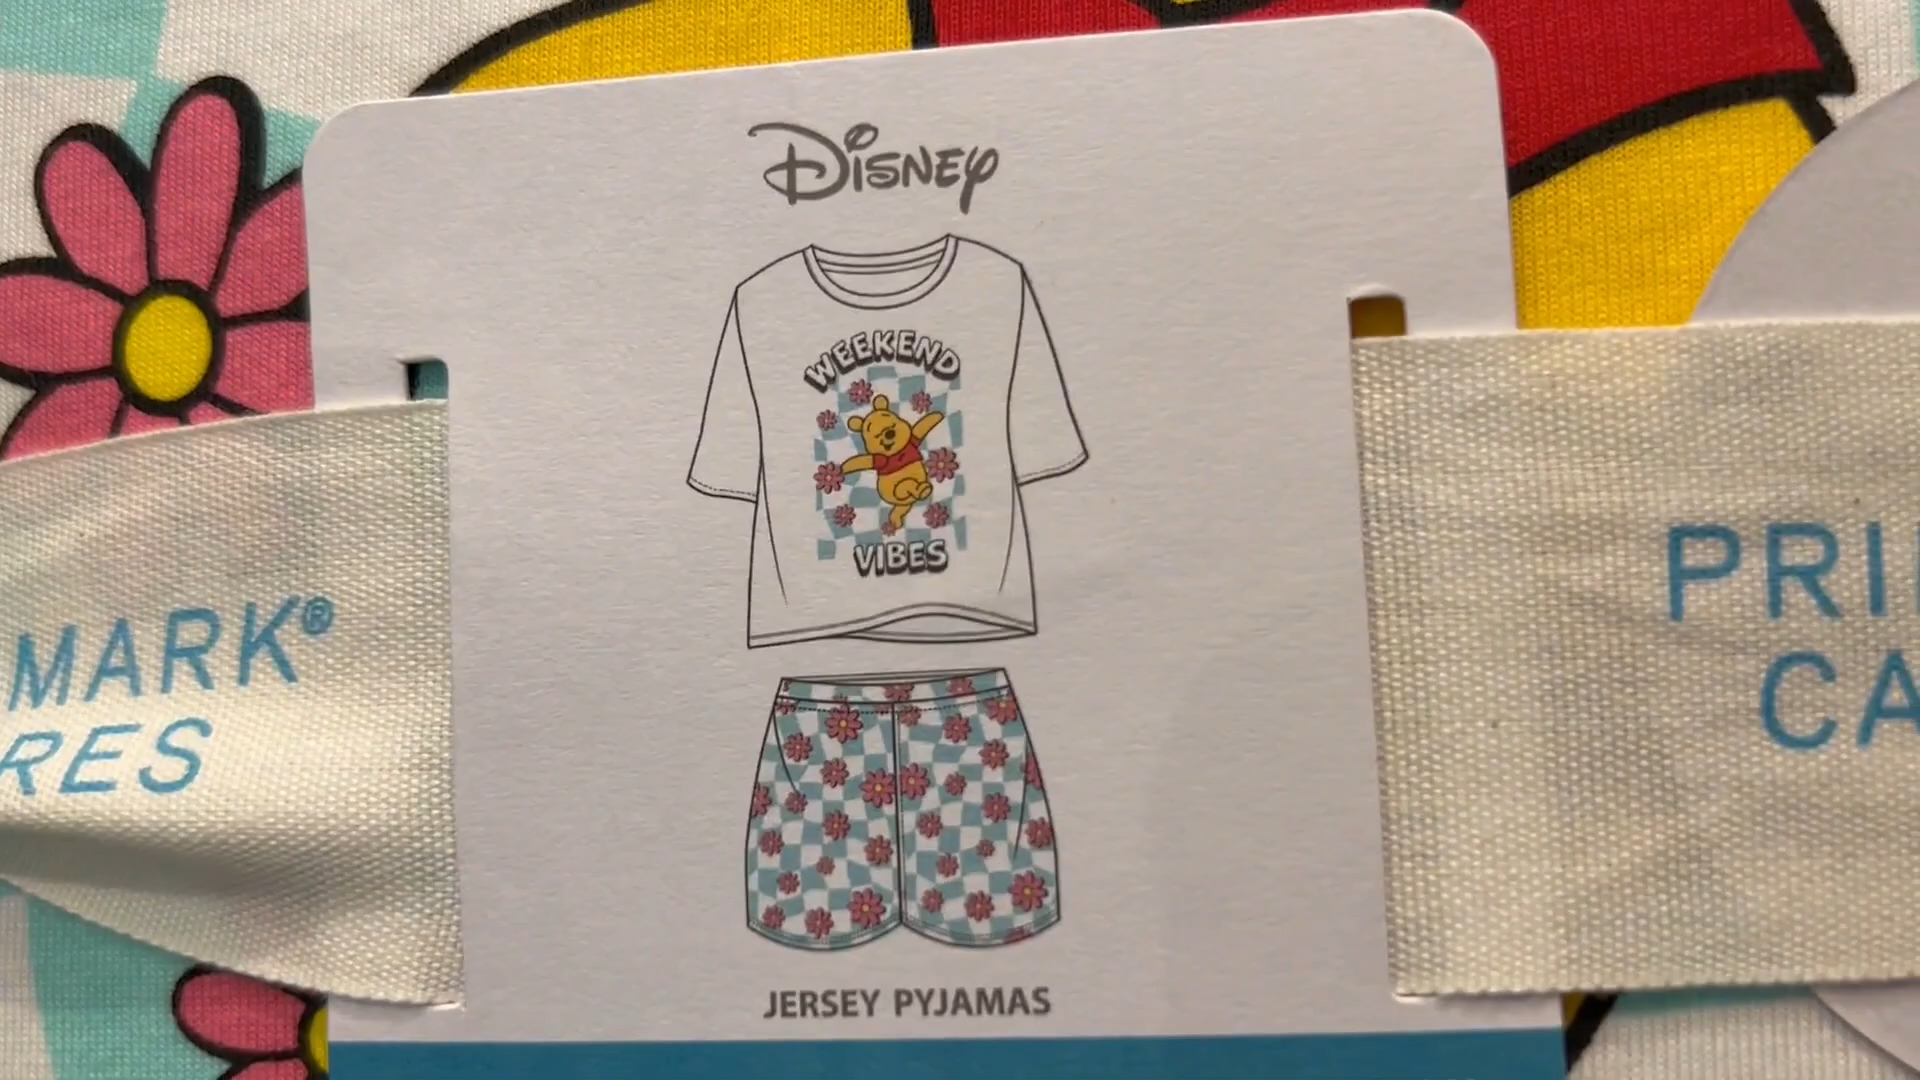 Disney
WEEKEND
VIBES
MARK®
RES
PRI
CA
JERSEY PYJAMAS